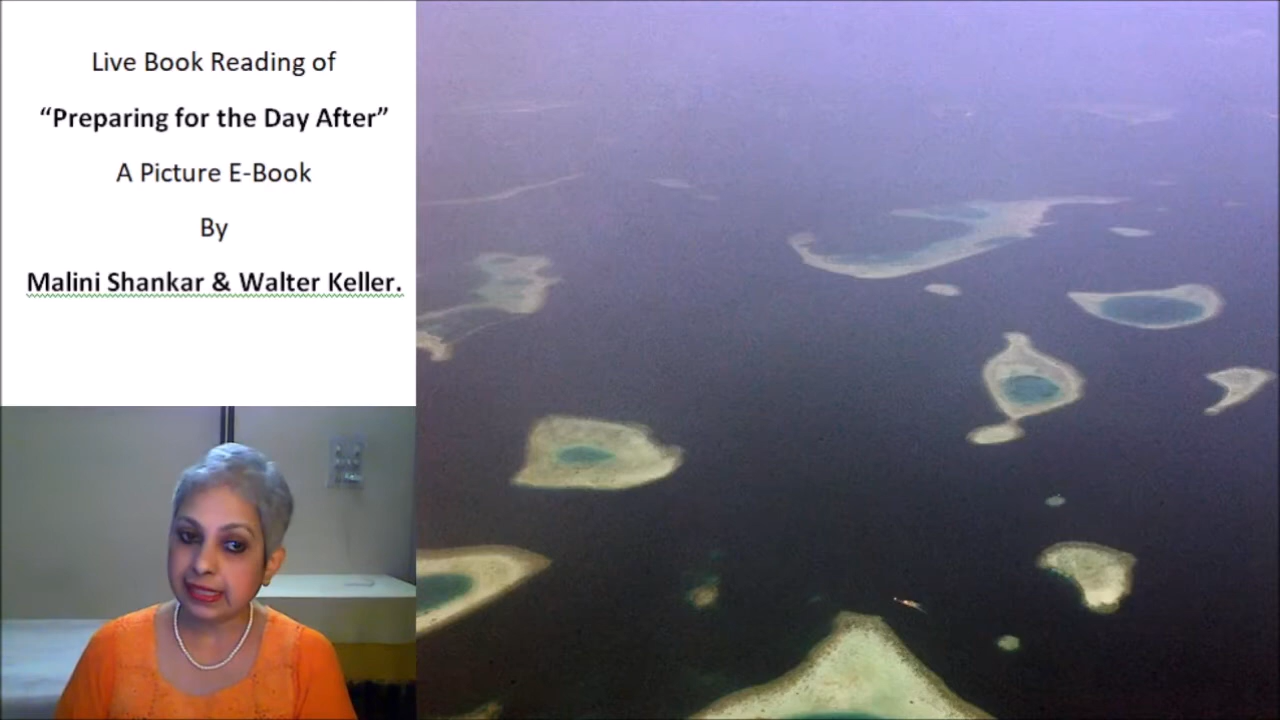 Live Book Reading of
“Preparing for the Day After”
A Picture E-Book
By
Malini Shankar & Walter Keller.